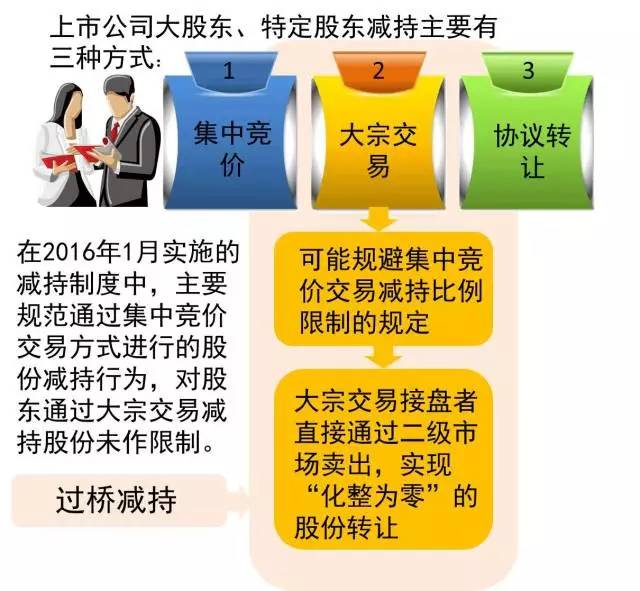 上市公司大股东、特定股东减持主要有
三种方式：
1
2
3
集中竞
价
大宗交
易
协议转
让
在2016年1月实施的
减持制度中，主要
规范通过集中竞价
交易方式进行的股
份减持行为，对股
东通过大宗交易减
持股份未作限制。
过桥减持
可能规避集中竞
价交易减持比例
限制的规定
大宗交易接盘者
直接通过二级市
场卖出，实现
“化整为零”的
股份转让